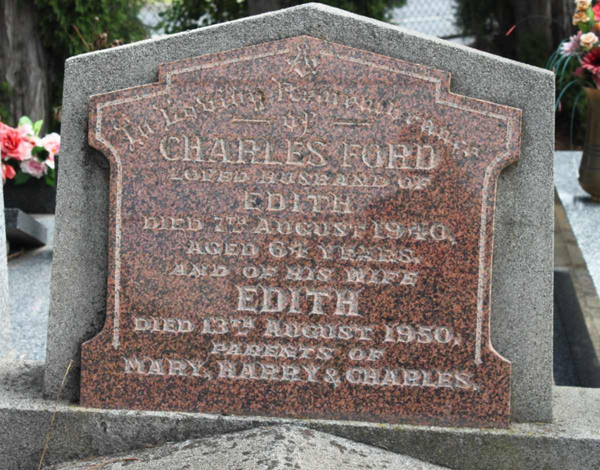 In Loving Remembrance
of
CHARLES FORD
LOVED HUSBAND OF
EDITH
DIED 7TH AUGUST 1940,
AGED 64 YEARS,
AND OF HIS WIFE
EDITH
DIED 13TH AUGUST 1950,
PARENTS OF
MARY, HARRY & CHARLES.